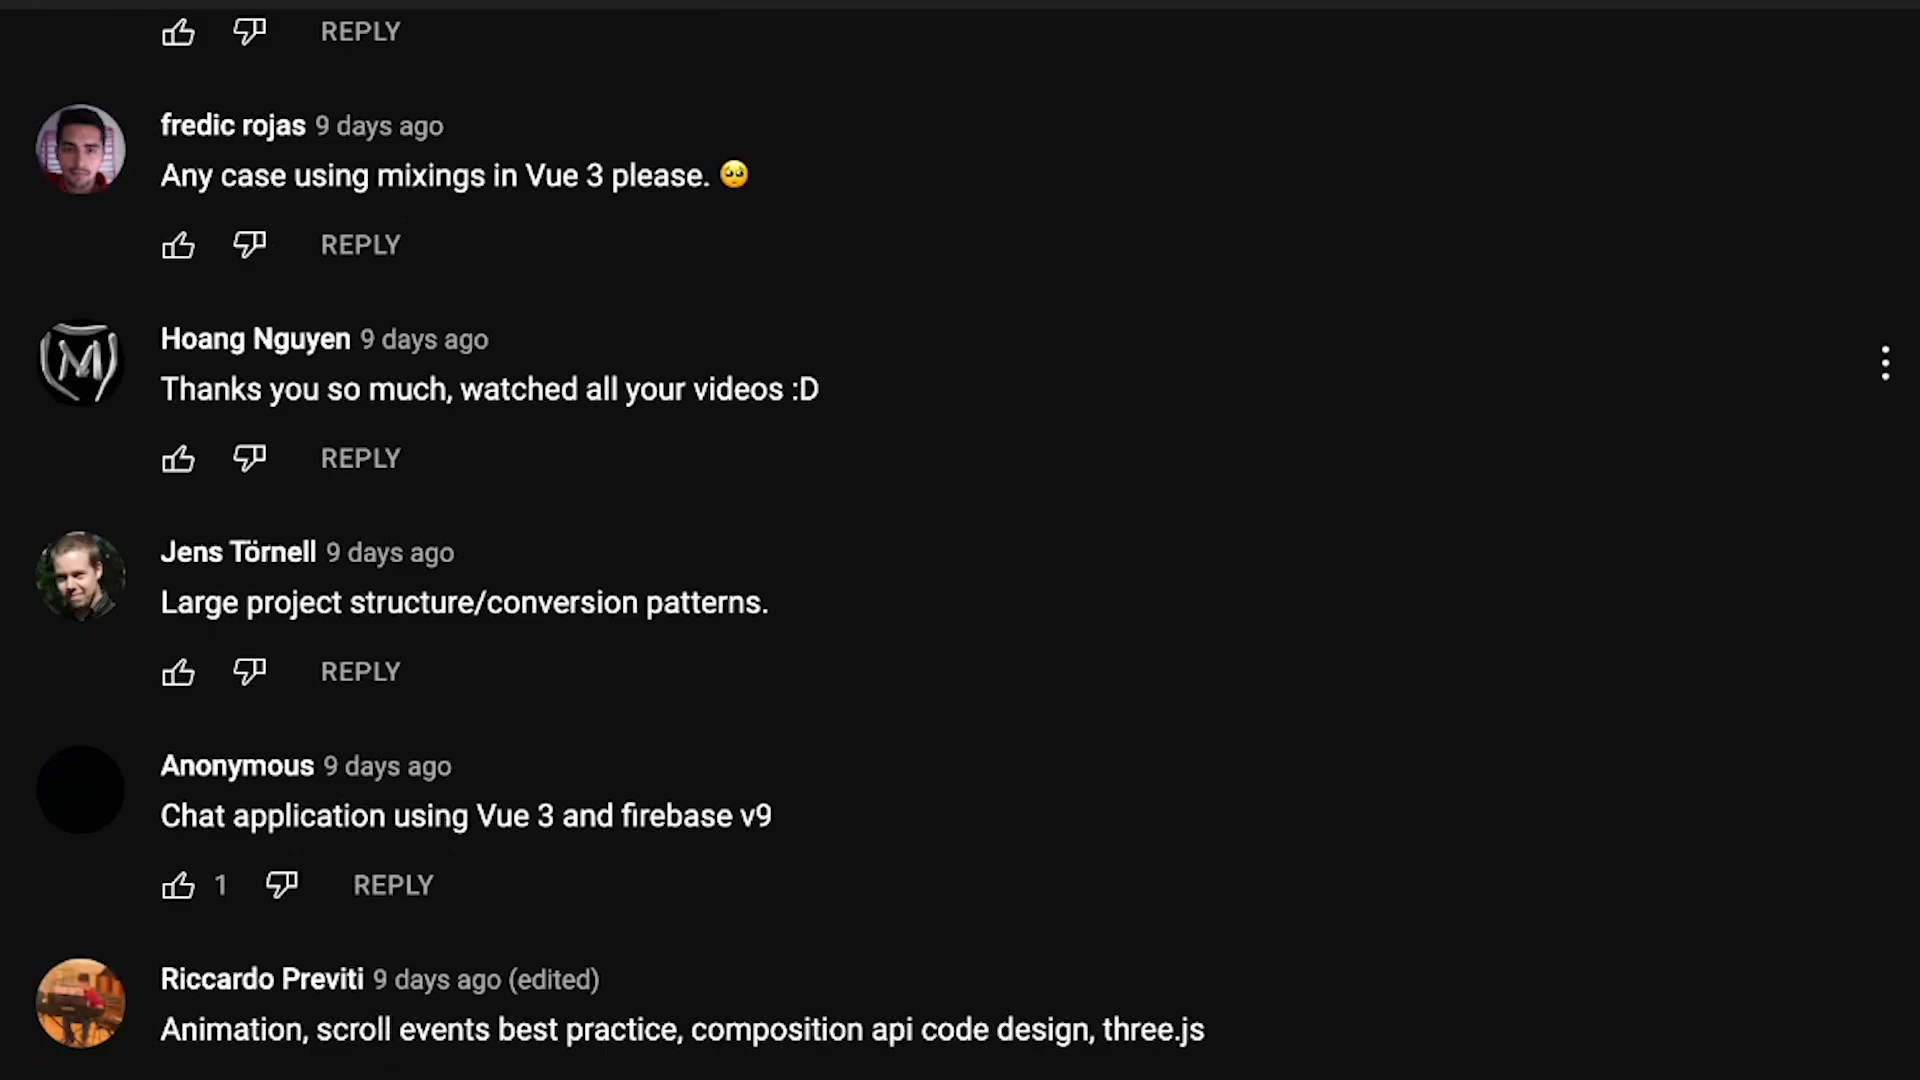 REPLY
fredic rojas 9 days ago
Any case using mixings in Vue 3 please. 🥺
REPLY
Hoang Nguyen 9 days ago
Thanks you so much, watched all your videos :D
REPLY
Jens Törnell 9 days ago
Large project structure/conversion patterns.
REPLY
Anonymous 9 days ago
Chat application using Vue 3 and firebase v9
1 REPLY
Riccardo Previti 9 days ago (edited)
Animation, scroll events best practice, composition api code design, three.js